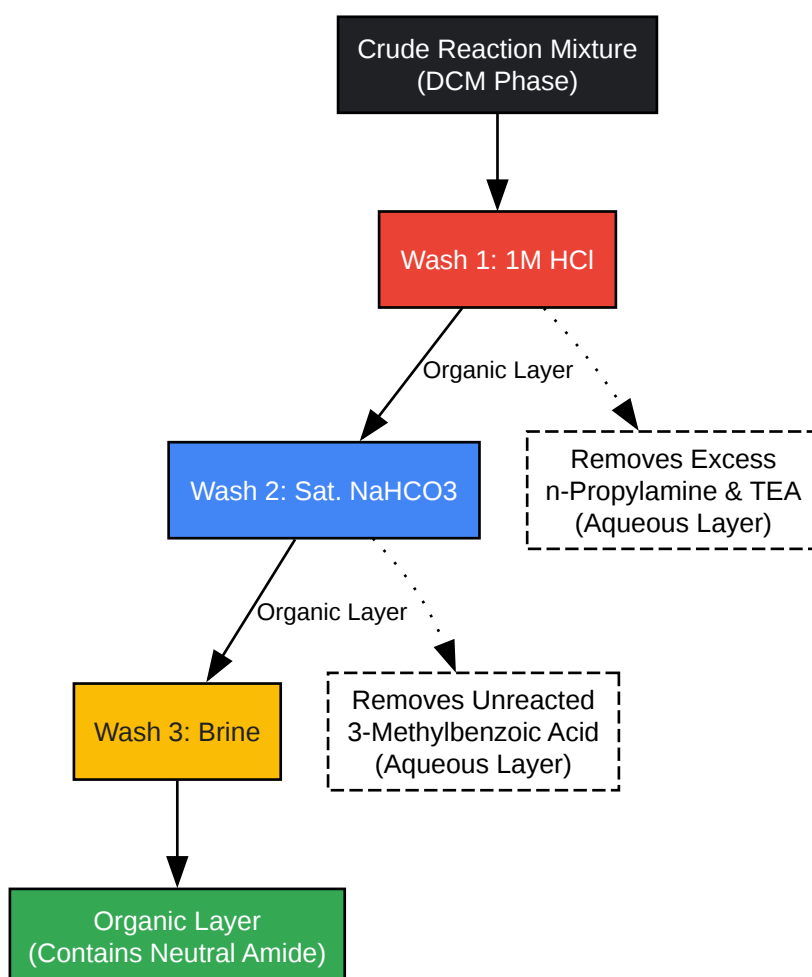 Crude Reaction Mixture
(DCM Phase)
Wash 1: 1M HCl
Organic Layer
Removes Excess
n-Propylamine & TEA
(Aqueous Layer)
Wash 2: Sat. NaHCO3
Organic Layer
Removes Unreacted
3-Methylbenzoic Acid
(Aqueous Layer)
Wash 3: Brine
Organic Layer
(Contains Neutral Amide)